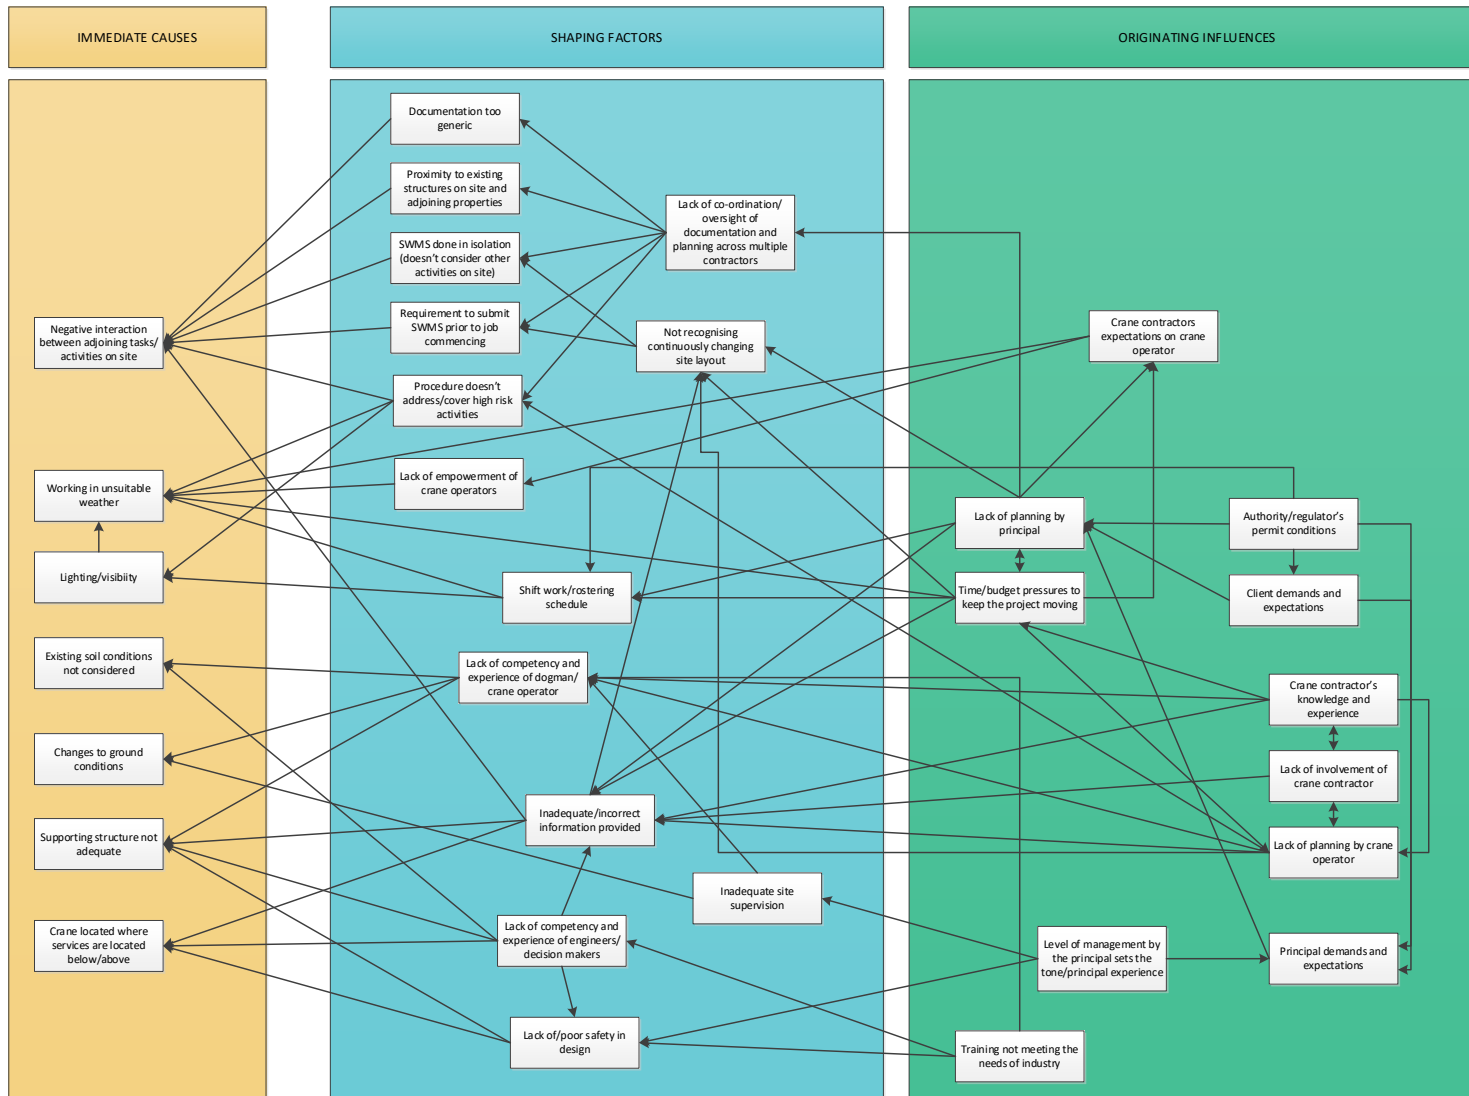 IMMEDIATE CAUSES
SHAPING FACTORS
ORIGINATING INFLUENCES
Negative interaction
between adjoining tasks/
activities on site
Working in unsuitable
weather
Lighting/visibiity
Existing soil conditions
not considered
Changes to ground
conditions
Supporting structure not
adequate
Crane located where
services are located
below/above
Documentation too
generic
Proximity to existing
structures on site and
adjoining properties
SWMS done in isolation
(doesn't consider other
activities on site)
Requirement to submit
SWMS prior to job
commencing
Procedure doesn't
address/cover high risk
activities
Lack of empowerment of
crane operators
Lack of co-ordination/
oversight of
documentation and
planning across multiple
contractors
Not recognising
continuously changing
site layout
Shift work/rostering
schedule
Lack of competency and
experience of dogman/
crane operator
Inadequate/incorrect
information provided
Inadequate site
supervision
Lack of competency and
experience of engineers/
decision makers
Lack of/poor safety in
design
Crane contractors
expectations on crane
operator
Lack of planning by
principal
Authority/regulator's
permit conditions
Time/budget pressures to
keep the project moving
Client demands and
expectations
Crane contractor's
knowledge and
experience
Lack of involvement of
crane contractor
Lack of planning by crane
operator
Level of management by
the principal sets the
tone/principal experience
Principal demands and
expectations
Training not meeting the
needs of industry